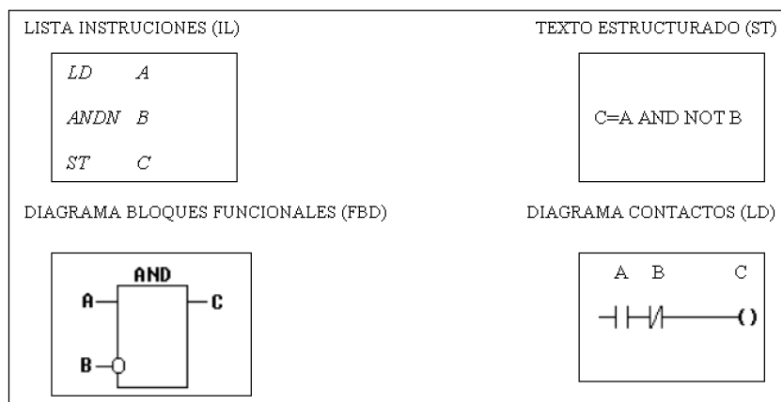 LISTA INSTRUCIONES (IL)
LD A
ANDN B
ST C
TEXTO ESTRUCTURADO (ST)
C=A AND NOT B
DIAGRAMA BLOQUES FUNCIONALES (FBD)
AND
A C
B
DIAGRAMA CONTACTOS (LD)
A B C